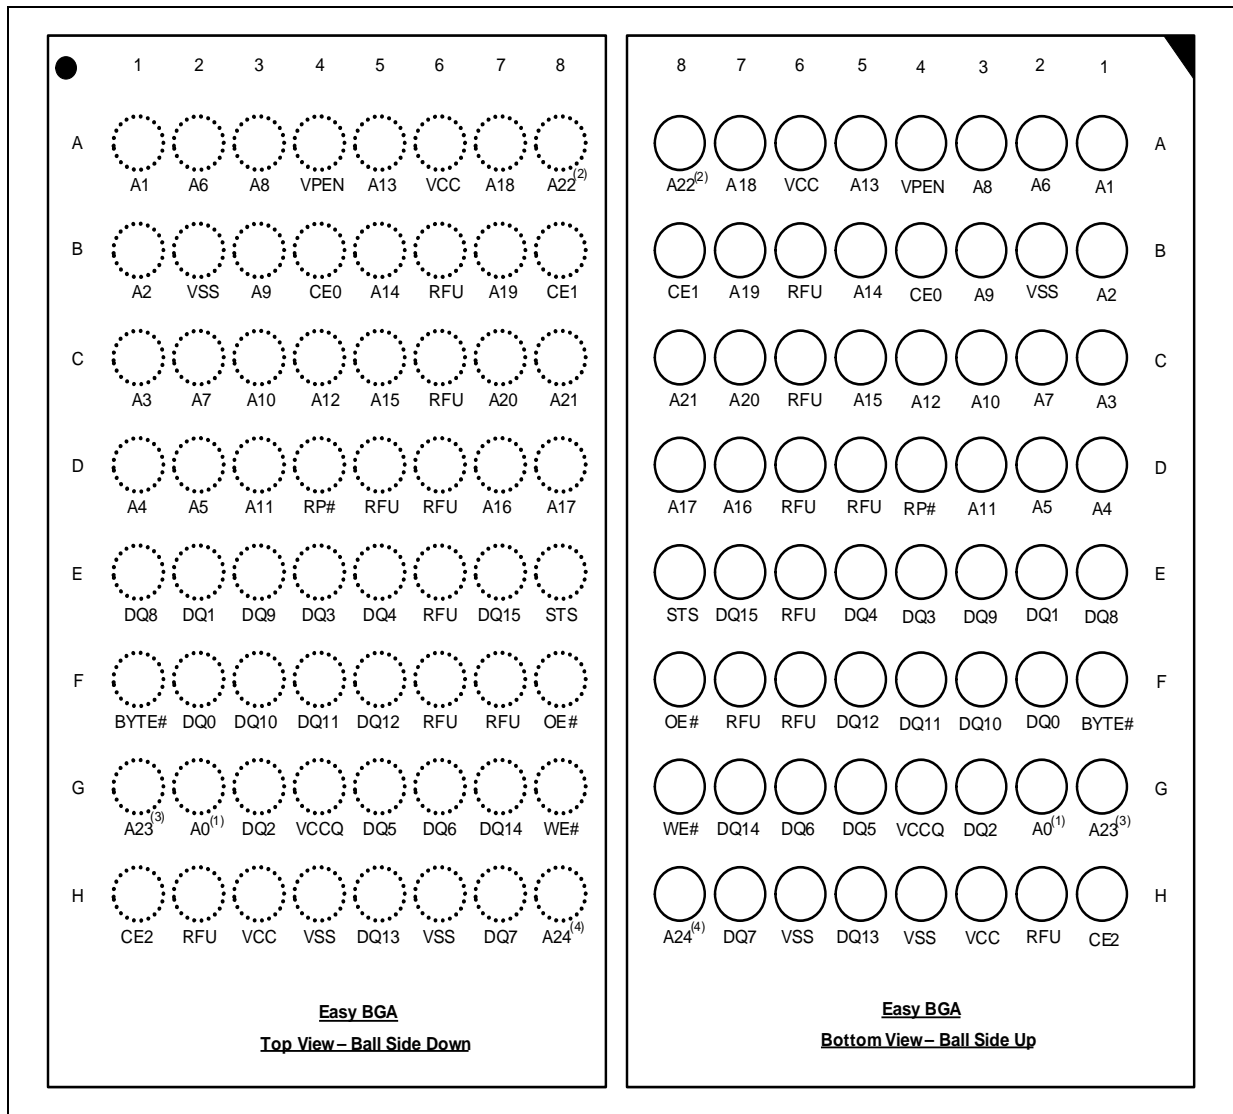 1 2 3 4 5 6 7 8
A
A1 A6 A8 VPEN A13 VCC A18 A22(2)
B
A2 VSS A9 CE0 A14 RFU A19 CE1
C
A3 A7 A10 A12 A15 RFU A20 A21
D
A4 A5 A11 RP# RFU RFU A16 A17
E
DQ8 DQ1 DQ9 DQ3 DQ4 RFU DQ15 STS
F
BYTE# DQ0 DQ10 DQ11 DQ12 RFU RFU OE#
G
A23(3) A0(1) DQ2 VCCQ DQ5 DQ6 DQ14 WE#
H
CE2 RFU VCC VSS DQ13 VSS DQ7 A24(4)
Easy BGA
Top View – Ball Side Down
8 7 6 5 4 3 2 1
A
A22(2) A18 VCC A13 VPEN A8 A6 A1
B
CE1 A19 RFU A14 CE0 A9 VSS A2
C
A21 A20 RFU A15 A12 A10 A7 A3
D
A17 A16 RFU RFU RP# A11 A5 A4
E
STS DQ15 RFU DQ4 DQ3 DQ9 DQ1 DQ8
F
OE# RFU RFU DQ12 DQ11 DQ10 DQ0 BYTE#
G
WE# DQ14 DQ6 DQ5 VCCQ DQ2 A0(1) A23(3)
H
A24(4) DQ7 VSS DQ13 VSS VCC RFU CE2
Easy BGA
Bottom View – Ball Side Up